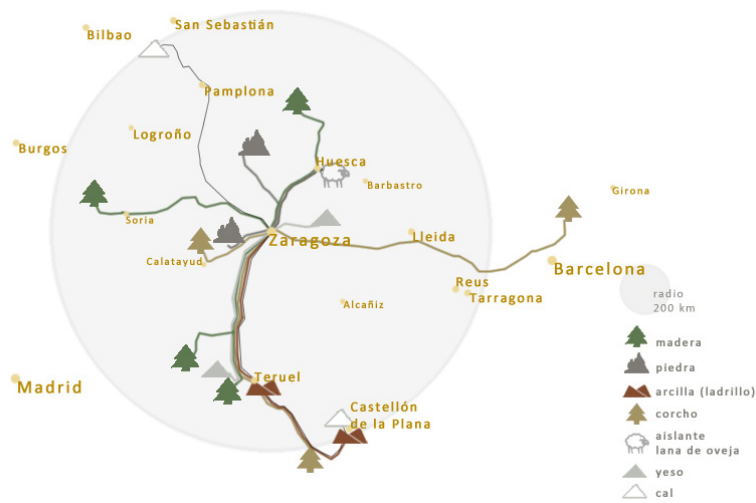 San Sebastián
Bilbao
Pamplona
Logroño
Burgos
Huesca
Barbastro
Girona
Soria
Zaragoza
Lleida
Calatayud
Barcelona
Reus
Tarragona
Alcañiz
Madrid
Teruel
Castellón
de la Plana
radio
200 km
madera
piedra
arcilla (ladrillo)
corcho
aislante
lana de oveja
yeso
cal